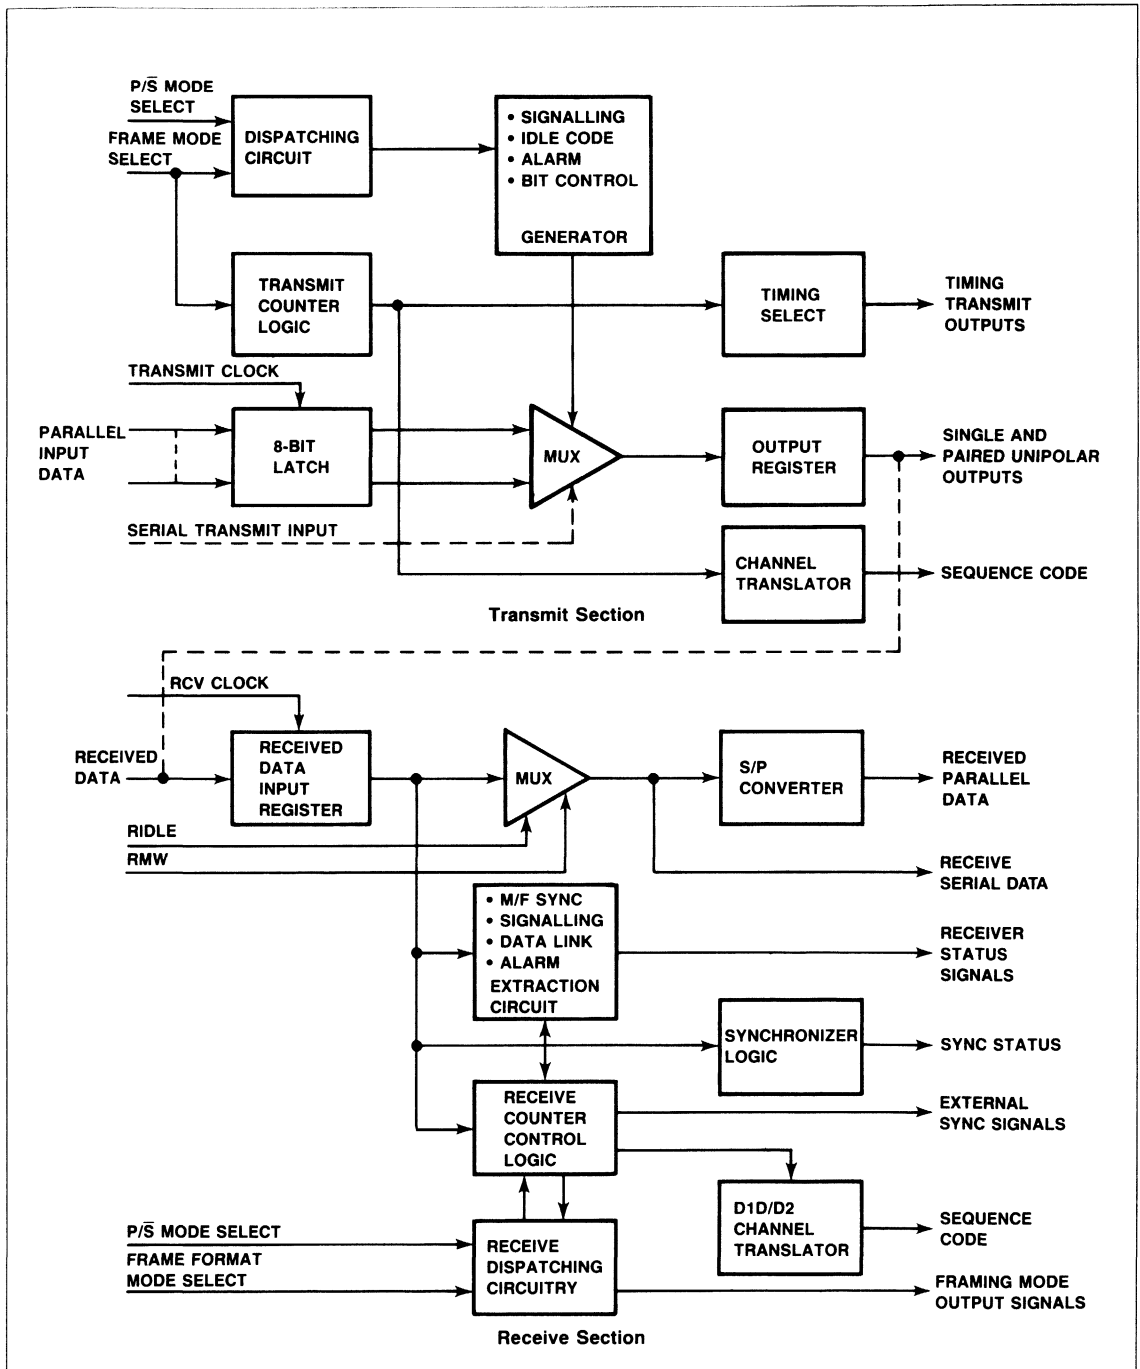 P/S̅ MODE
SELECT
FRAME MODE
SELECT
DISPATCHING
CIRCUIT
• SIGNALLING
• IDLE CODE
• ALARM
• BIT CONTROL
GENERATOR
TRANSMIT
COUNTER
LOGIC
TIMING
SELECT
TIMING
TRANSMIT
OUTPUTS
TRANSMIT CLOCK
PARALLEL
INPUT
DATA
8-BIT
LATCH
MUX
OUTPUT
REGISTER
SINGLE AND
PAIRED UNIPOLAR
OUTPUTS
SERIAL TRANSMIT INPUT
CHANNEL
TRANSLATOR
SEQUENCE CODE
Transmit Section
RCV CLOCK
RECEIVED
DATA
RECEIVED
DATA
INPUT
REGISTER
MUX
S/P
CONVERTER
RECEIVED
PARALLEL
DATA
RIDLE
RMW
RECEIVE
SERIAL DATA
• M/F SYNC
• SIGNALLING
• DATA LINK
• ALARM
EXTRACTION
CIRCUIT
RECEIVER
STATUS
SIGNALS
SYNCHRONIZER
LOGIC
SYNC STATUS
RECEIVE
COUNTER
CONTROL
LOGIC
EXTERNAL
SYNC SIGNALS
D1D/D2
CHANNEL
TRANSLATOR
SEQUENCE
CODE
P/S̅ MODE SELECT
FRAME FORMAT
MODE SELECT
RECEIVE
DISPATCHING
CIRCUITRY
FRAMING MODE
OUTPUT SIGNALS
Receive Section